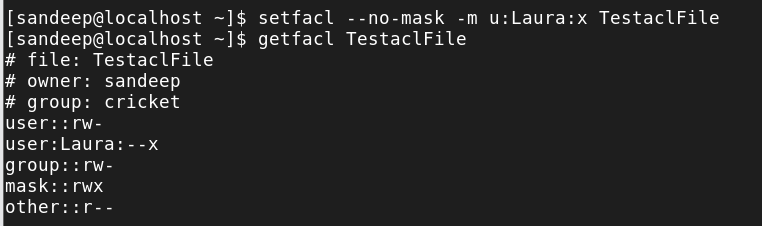 [sandeep@localhost ~]$ setfacl --no-mask -m u:Laura:x TestaclFile
[sandeep@localhost ~]$ getfacl TestaclFile
# file: TestaclFile
# owner: sandeep
# group: cricket
user::rw-
user:Laura:--x
group::rw-
mask::rwx
other::r--